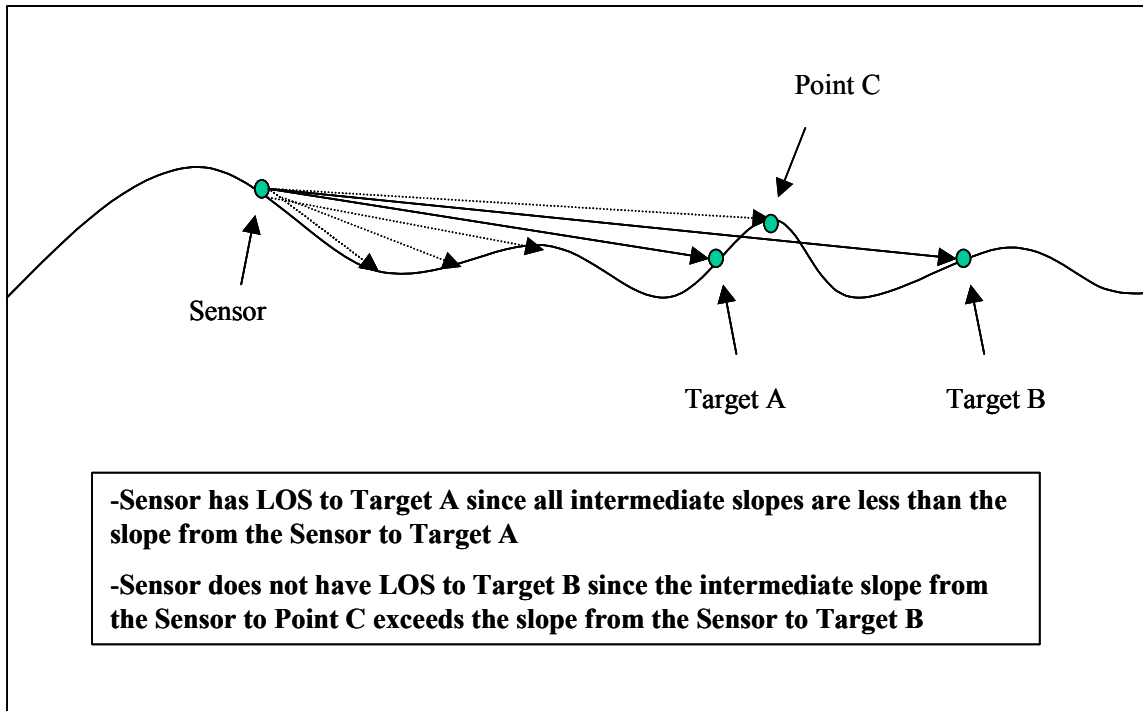 Point C
Sensor
Target A
Target B
-Sensor has LOS to Target A since all intermediate slopes are less than the
slope from the Sensor to Target A
-Sensor does not have LOS to Target B since the intermediate slope from
the Sensor to Point C exceeds the slope from the Sensor to Target B